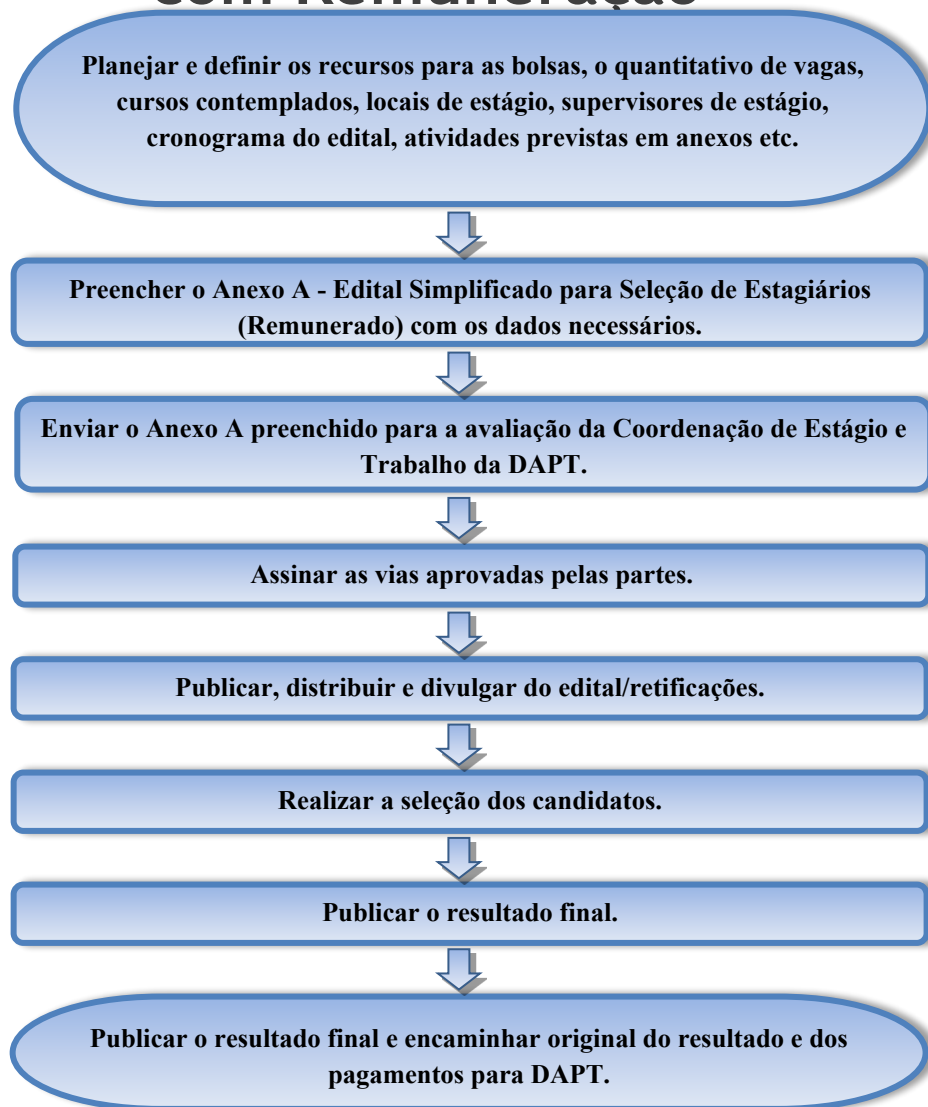 com Remuneração
Planejar e definir os recursos para as bolsas, o quantitativo de vagas,
cursos contemplados, locais de estágio, supervisores de estágio,
cronograma do edital, atividades previstas em anexos etc.
Preencher o Anexo A - Edital Simplificado para Seleção de Estagiários
(Remunerado) com os dados necessários.
Enviar o Anexo A preenchido para a avaliação da Coordenação de Estágio e
Trabalho da DAPT.
Assinar as vias aprovadas pelas partes.
Publicar, distribuir e divulgar do edital/retificações.
Realizar a seleção dos candidatos.
Publicar o resultado final.
Publicar o resultado final e encaminhar original do resultado e dos
pagamentos para DAPT.